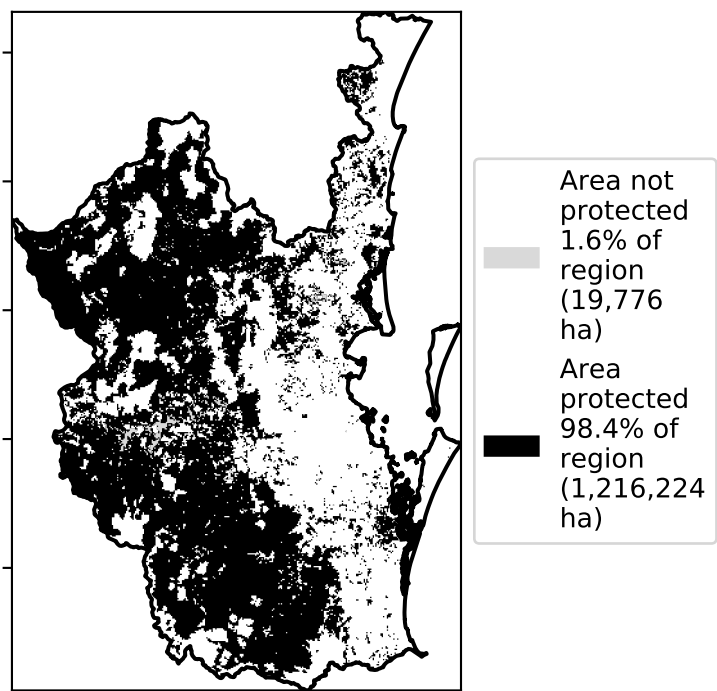 Area not
protected
1.6% of
region
(19,776
ha)
Area
protected
98.4% of
region
(1,216,224
ha)